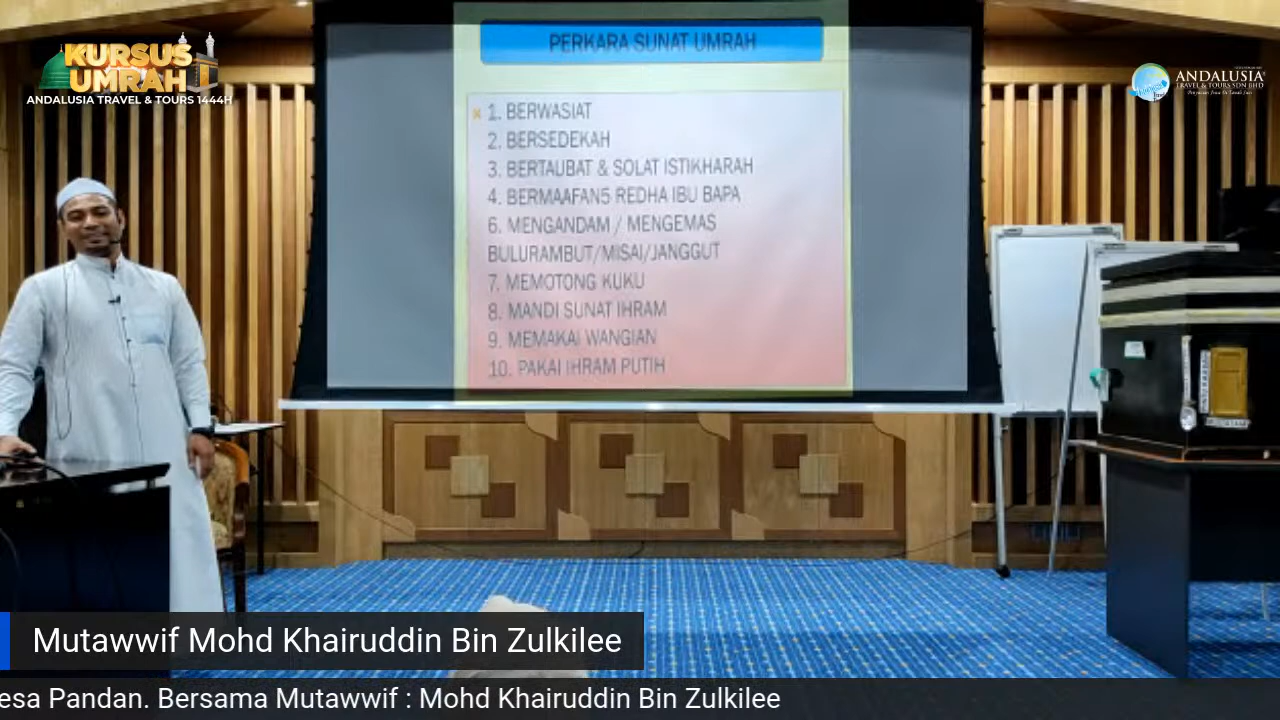 KURSUS
UMRAH
ANDALUSIA TRAVEL & TOURS 1444H
ANDALUSIA
TRAVEL & TOURS SDN BHD
PERKARA SUNAT UMRAH
1. BERWASIAT
2. BERSEDEKAH
3. BERTAUBAT & SOLAT ISTIKHARAH
4. BERMAAFAN5 REDHA IBU BAPA
6. MENGANDAM / MENGEMAS
BULURAMBUT/MISAI/JANGGUT
7. MEMOTONG KUKU
8. MANDI SUNAT IHRAM
9. MEMAKAI WANGIAN
10. PAKAI IHRAM PUTIH
Mutawwif Mohd Khairuddin Bin Zulkilee
esa Pandan. Bersama Mutawwif : Mohd Khairuddin Bin Zulkilee